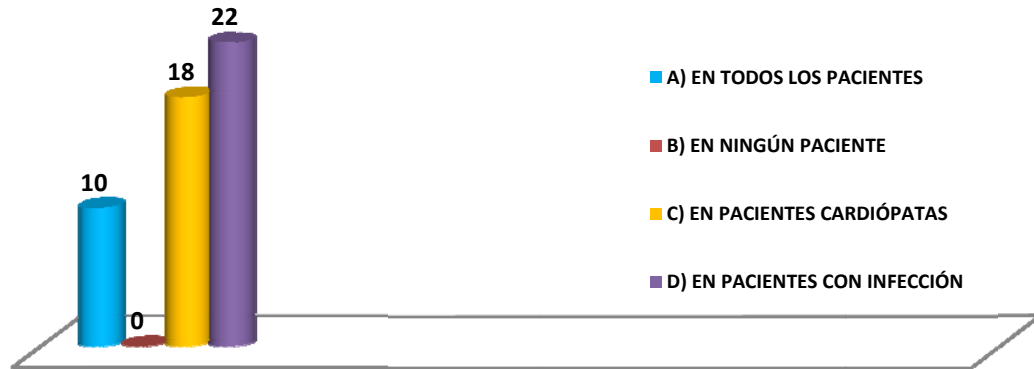 22
18
10
0
A) EN TODOS LOS PACIENTES
B) EN NINGÚN PACIENTE
C) EN PACIENTES CARDIÓPATAS
D) EN PACIENTES CON INFECCIÓN